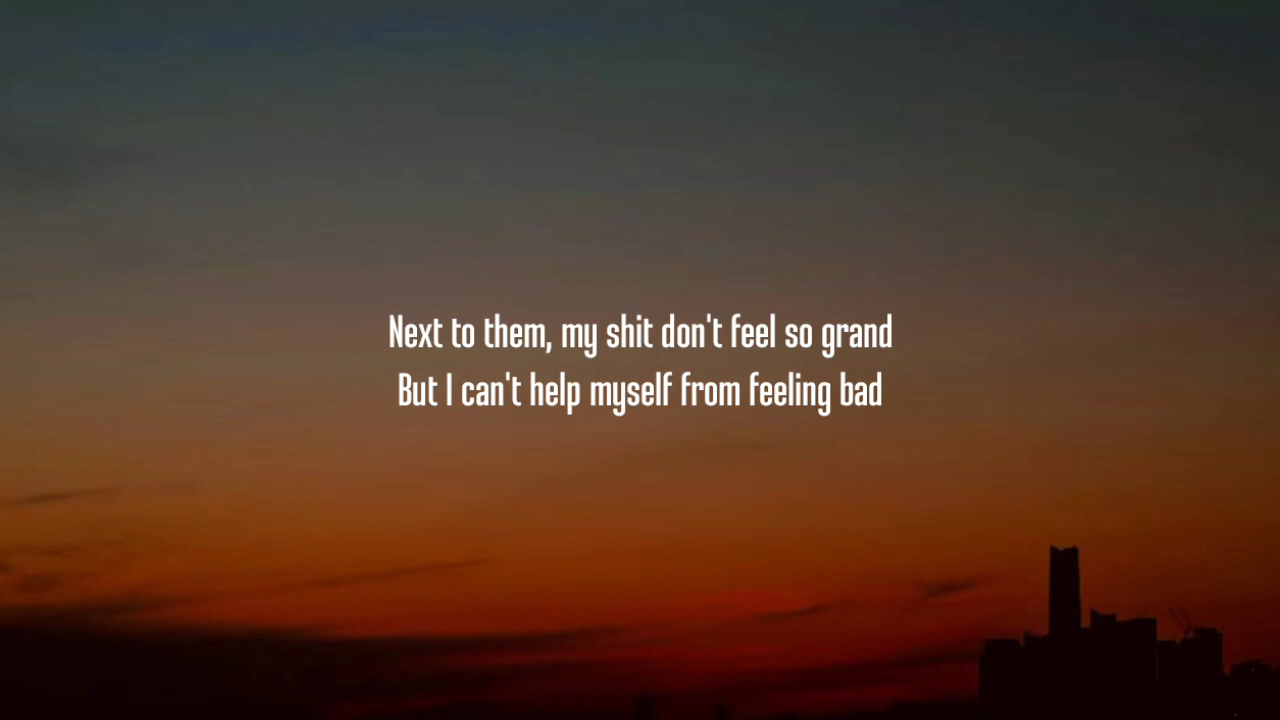 Next to them, my shit don't feel so grand
But I can't help myself from feeling bad